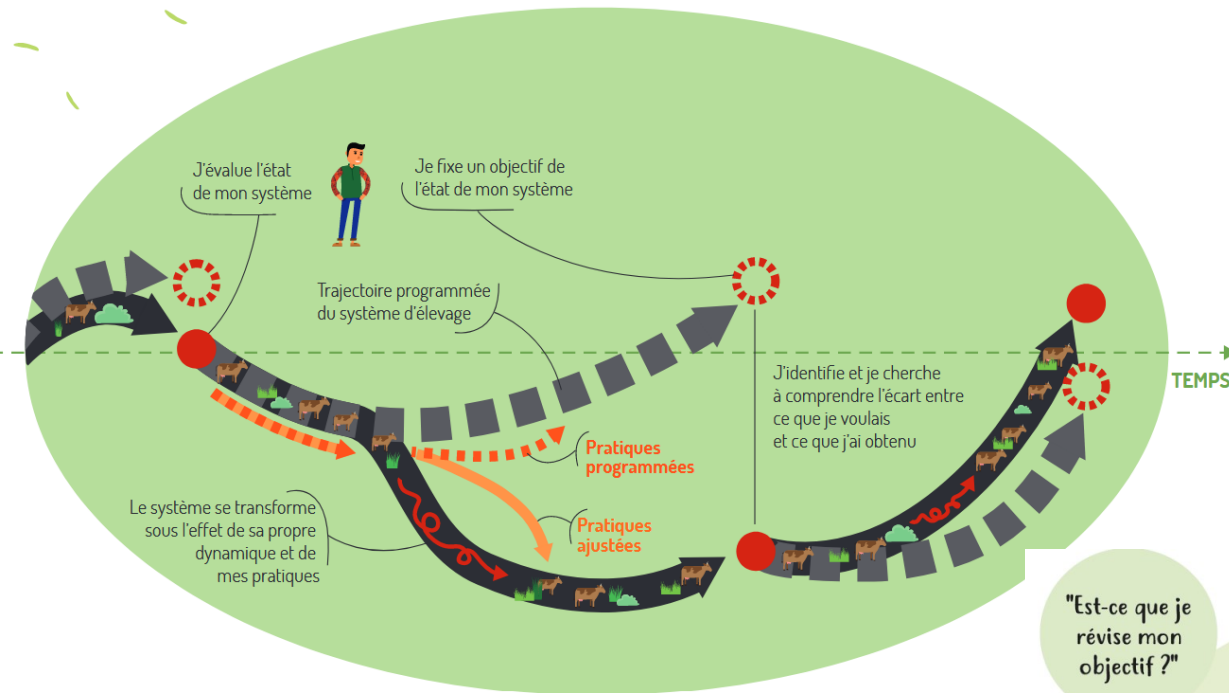 J'évalue l'état
de mon système
Je fixe un objectif de
l'état de mon système
Trajectoire programmée
du système d'élevage
TEMPS
J'identifie et je cherche
à comprendre l'écart entre
ce que je voulais
et ce que j'ai obtenu
Pratiques
programmées
Le système se transforme
sous l'effet de sa propre
dynamique et de
mes pratiques
Pratiques
ajustées
"Est-ce que je
révise mon
objectif ?"